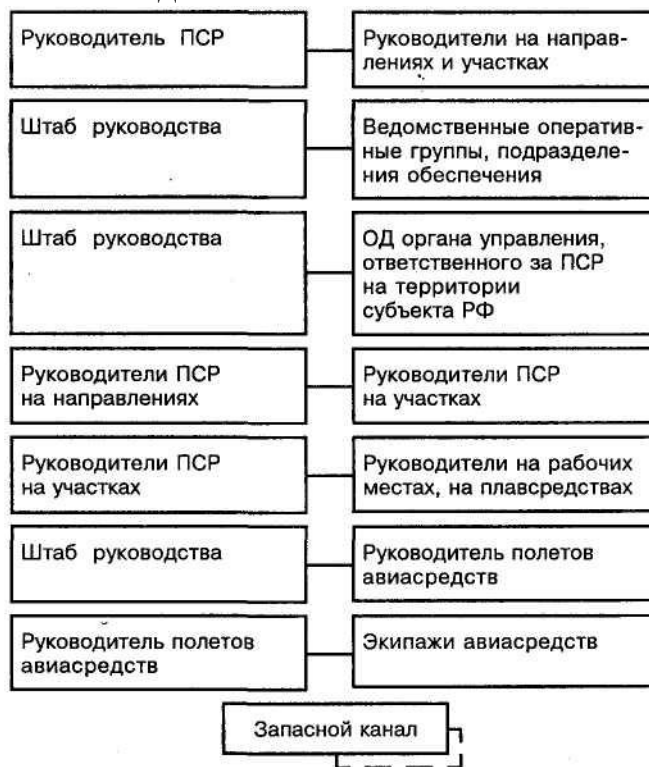 Руководитель ПСР
Руководители на направ-
лениях и участках
Штаб руководства
Ведомственные оператив-
ные группы, подразделе-
ния обеспечения
Штаб руководства
ОД органа управления,
ответственного за ПСР
на территории
субъекта РФ
Руководители ПСР
на направлениях
Руководители ПСР
на участках
Руководители ПСР
на участках
Руководители на рабочих
местах, на плавсредствах
Штаб руководства
Руководитель полетов
авиасредств
Руководитель полетов
авиасредств
Экипажи авиасредств
Запасной канал